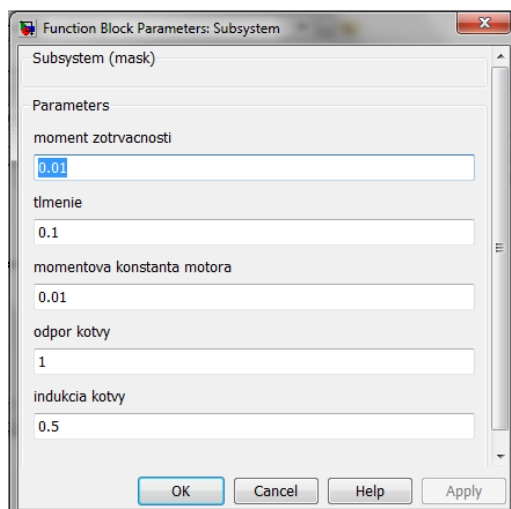 Function Block Parameters: Subsystem
Subsystem (mask)
Parameters
moment zotrvacnosti
0.01
tlmenie
0.1
momentova konstanta motora
0.01
odpor kotvy
1
indukcia kotvy
0.5
OK Cancel Help Apply